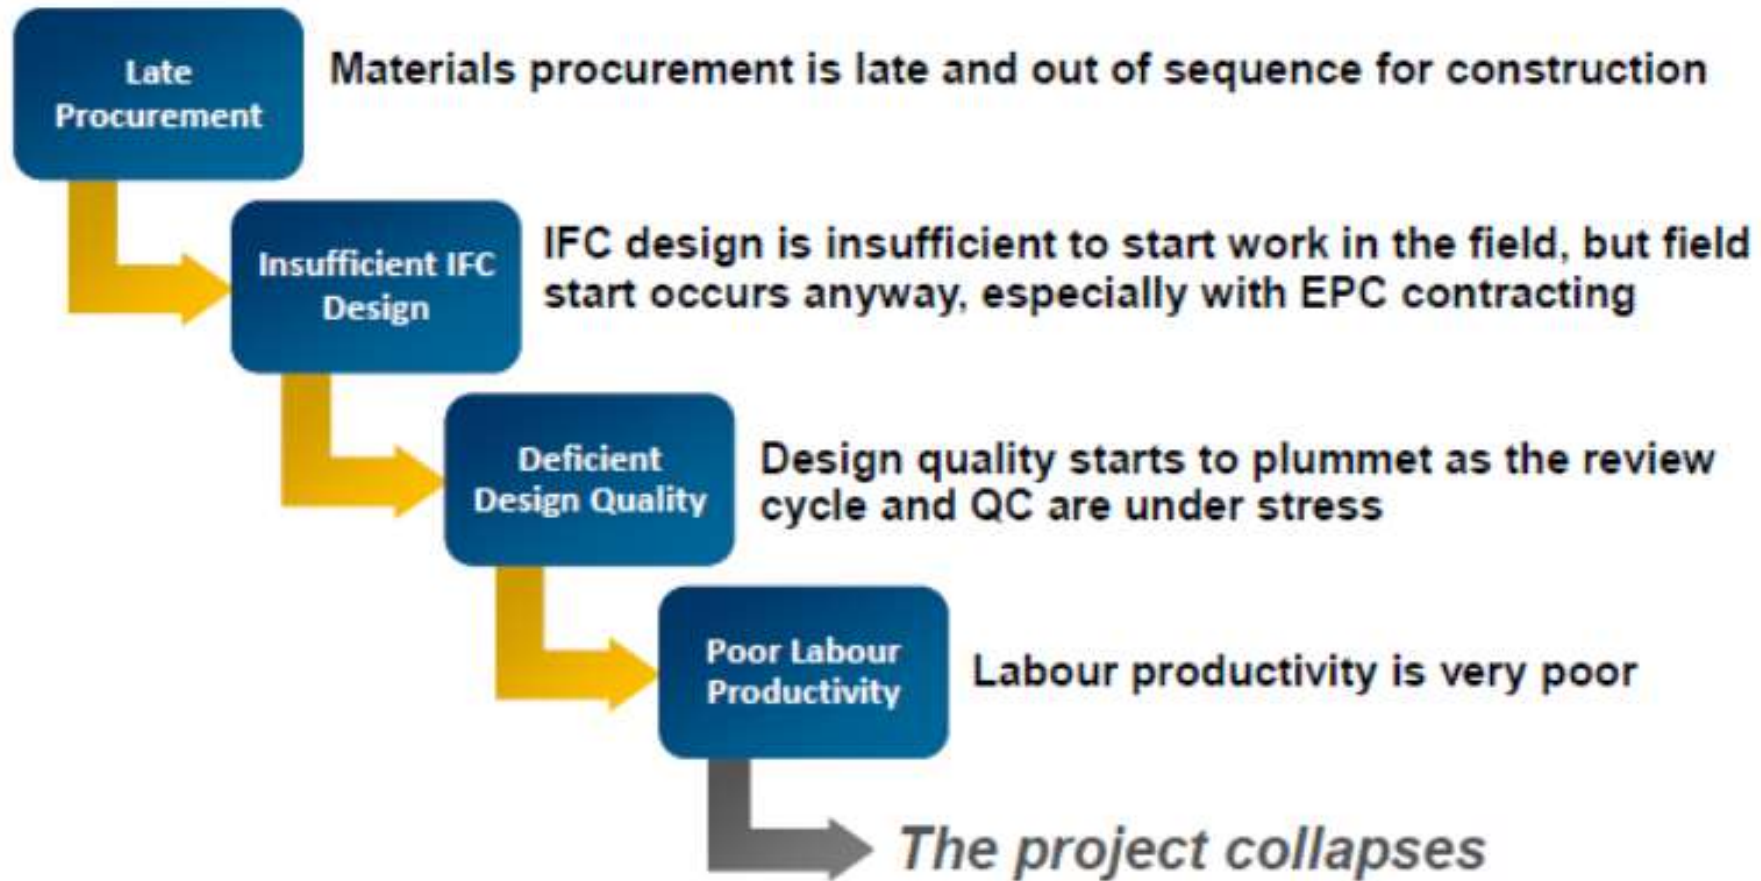 Late
Procurement
Materials procurement is late and out of sequence for construction
Insufficient IFC
Design
IFC design is insufficient to start work in the field, but field
start occurs anyway, especially with EPC contracting
Deficient
Design Quality
Design quality starts to plummet as the review
cycle and QC are under stress
Poor Labour
Productivity
Labour productivity is very poor
The project collapses